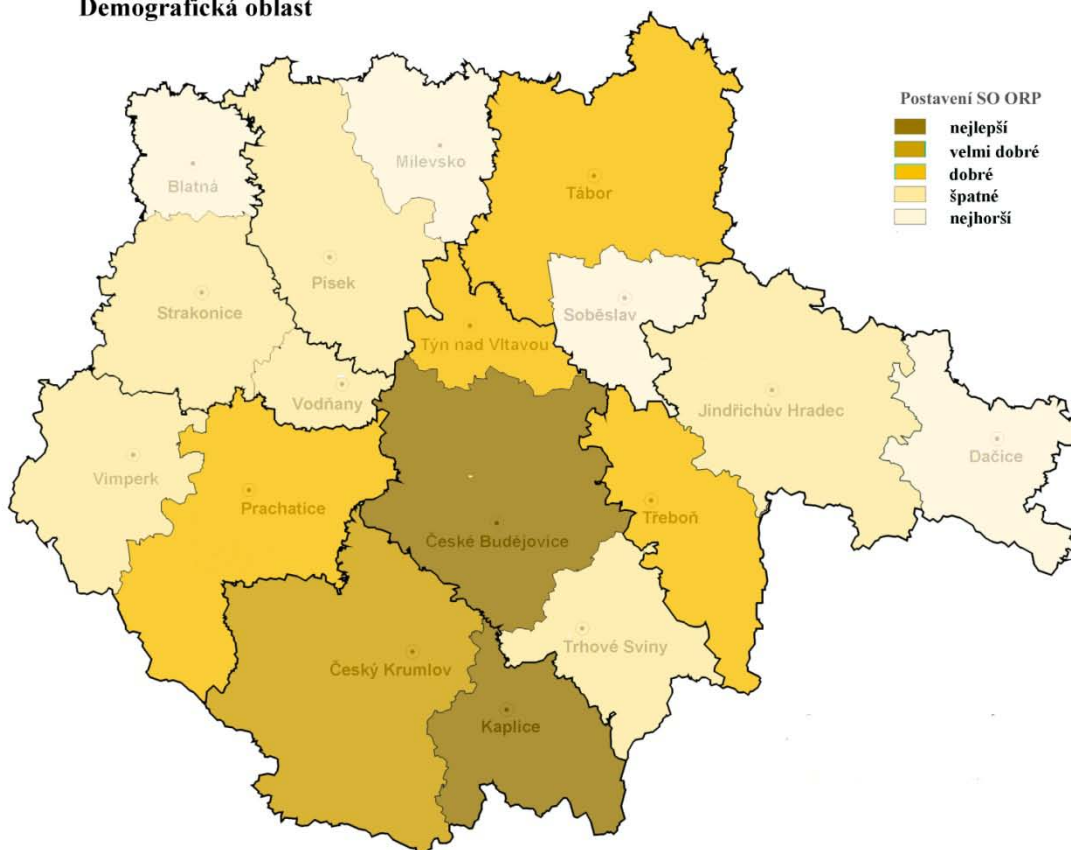 Demografická oblast
Postavení SO ORP
nejlepší
velmi dobré
dobré
špatné
nejhorší
Milevsko
Blatná
Tábor
Písek
Strakonice
Soběslav
Týn nad Vltavou
Vodňany
Jindřichův Hradec
Dačice
Vimperk
Prachatice
Třeboň
České Budějovice
Trhové Sviny
Český Krumlov
Kaplice